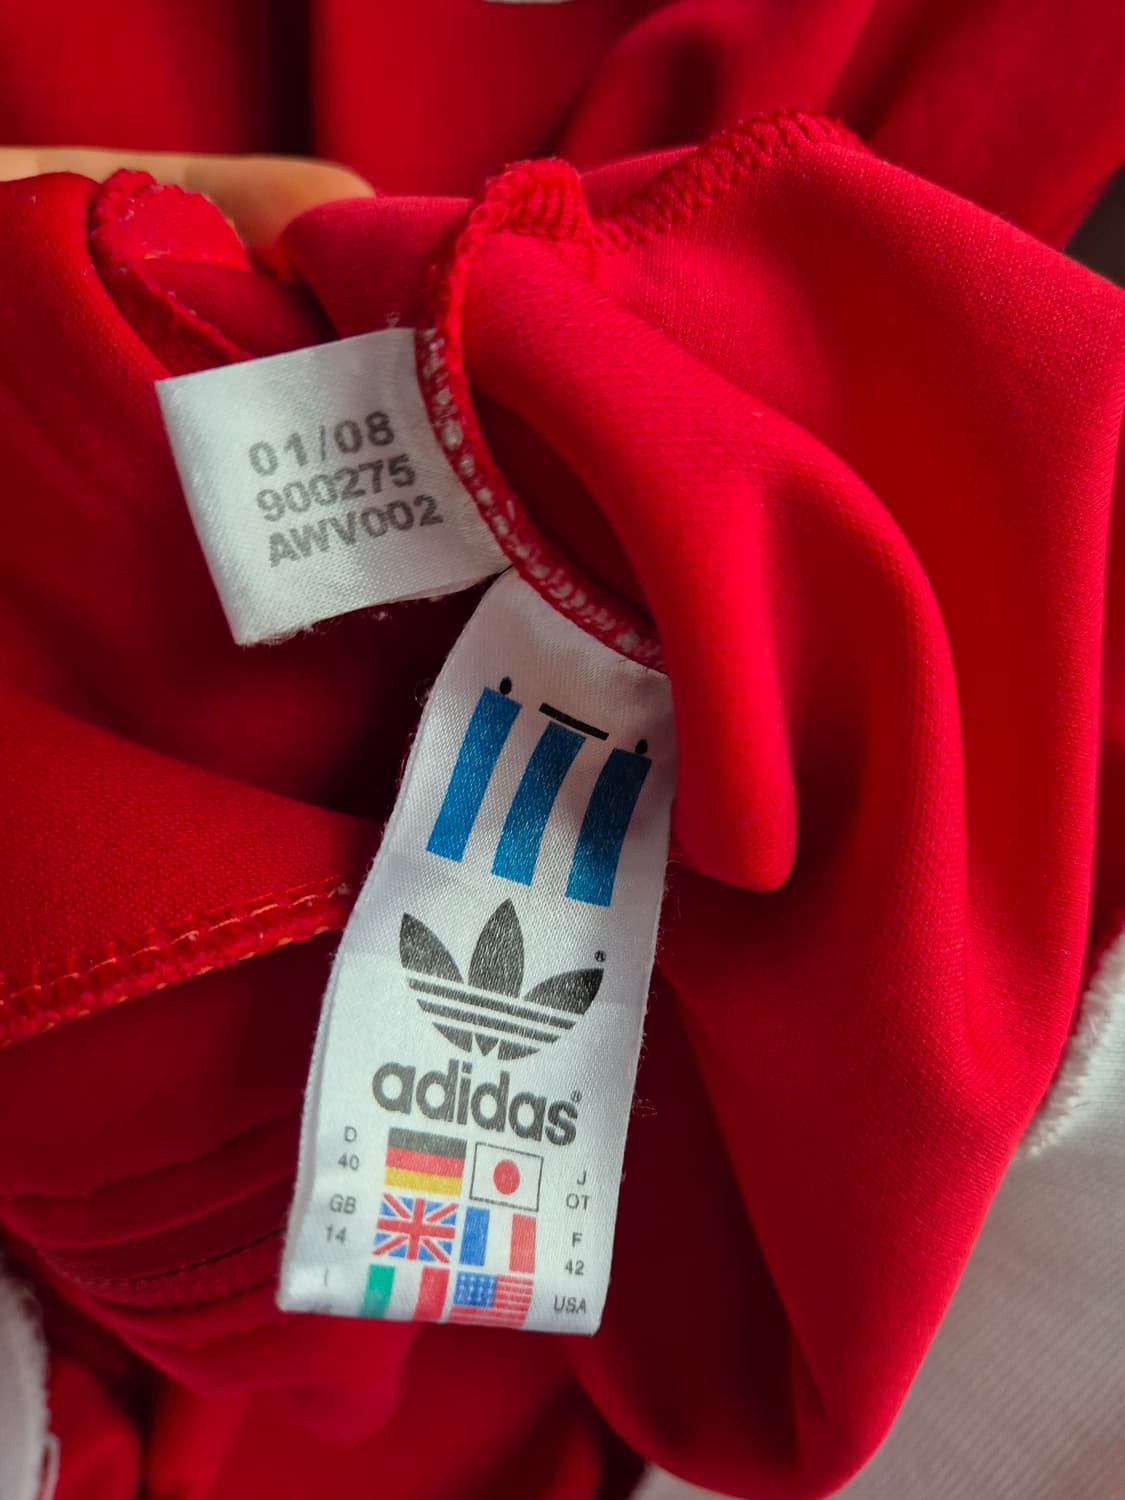 01/08
900275
AWV002
adidas®
D
40
J
OT
GB
14
F
42
I
USA